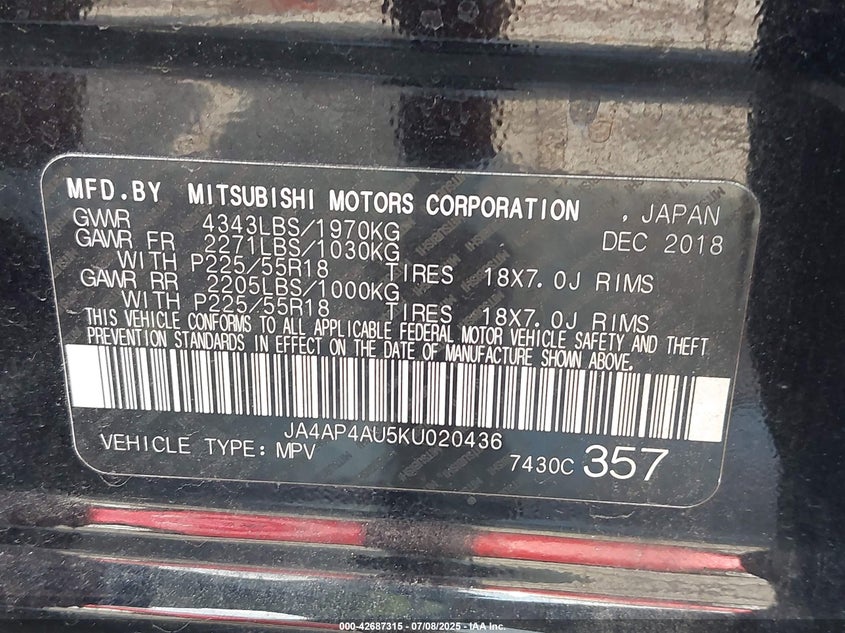 MFD.BY MITSUBISHI MOTORS CORPORATION , JAPAN
GVWR 4343LBS/1970KG DEC 2018
GAWR FR 2271LBS/1030KG
WITH P225/55R18 TIRES 18X7.0J RIMS
GAWR RR 2205LBS/1000KG
WITH P225/55R18 TIRES 18X7.0J RIMS
THIS VEHICLE CONFORMS TO ALL APPLICABLE FEDERAL MOTOR VEHICLE SAFETY AND THEFT
PREVENTION STANDARDS IN EFFECT ON THE DATE OF MANUFACTURE SHOWN ABOVE.
JA4AP4AU5KU020436
VEHICLE TYPE:MPV 7430C 357
000-42687315 - 07/08/2025 - IAA Inc.